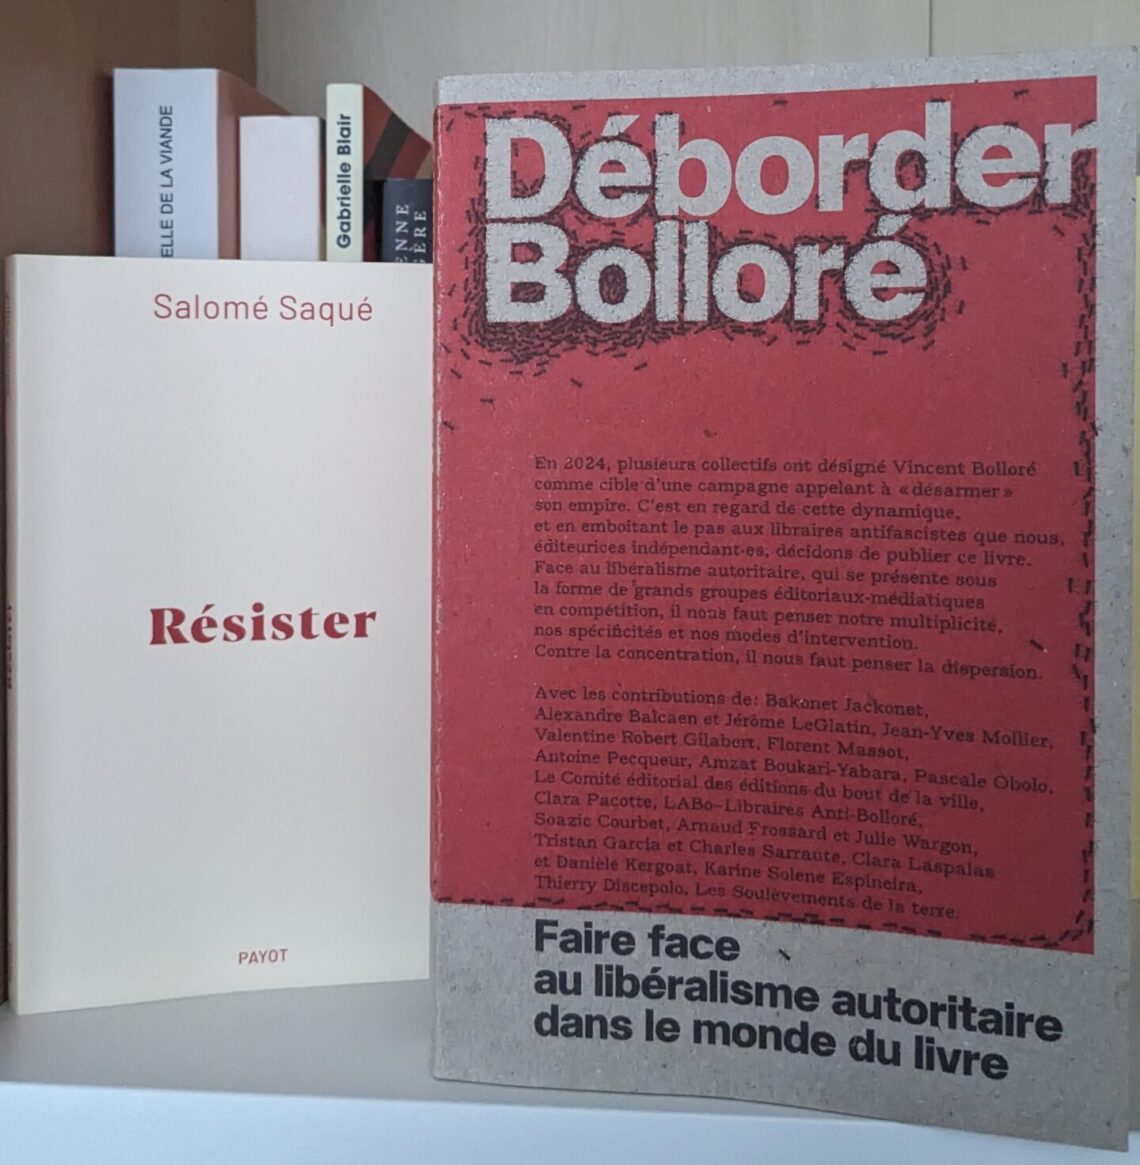 ELLE DE LA VIANDE
Gabrielle Blair
ENNE
ÈRE
Salomé Saqué
Résister
PAYOT
Déborder
Bolloré
En 2024, plusieurs collectifs ont désigné Vincent Bolloré
comme cible d'une campagne appelant à « désarmer »
son empire. C'est en regard de cette dynamique,
et en emboîtant le pas aux libraires antifascistes que nous,
éditeurices indépendant·es, décidons de publier ce livre.
Face au libéralisme autoritaire, qui se présente sous
la forme de grands groupes éditoriaux-médiatiques
en compétition, il nous faut penser notre multiplicité,
nos spécificités et nos modes d'intervention.
Contre la concentration, il nous faut penser la dispersion.
Avec les contributions de : Bakonet Jackonet,
Alexandre Balcaen et Jérôme LeGlatin, Jean-Yves Mollier,
Valentine Robert Gilabert, Florent Massot,
Antoine Pecqueur, Amzat Boukari-Yabara, Pascale Obolo,
Le Comité éditorial des éditions du bout de la ville,
Clara Pacotte, LABo–Libraires Anti-Bolloré,
Soazic Courbet, Arnaud Frossard et Julie Wargon,
Tristan Garcia et Charles Sarraute, Clara Laspalas
et Danièle Kergoat, Karine Solene Espineira,
Thierry Discepolo, Les Soulèvements de la terre.
Faire face
au libéralisme autoritaire
dans le monde du livre